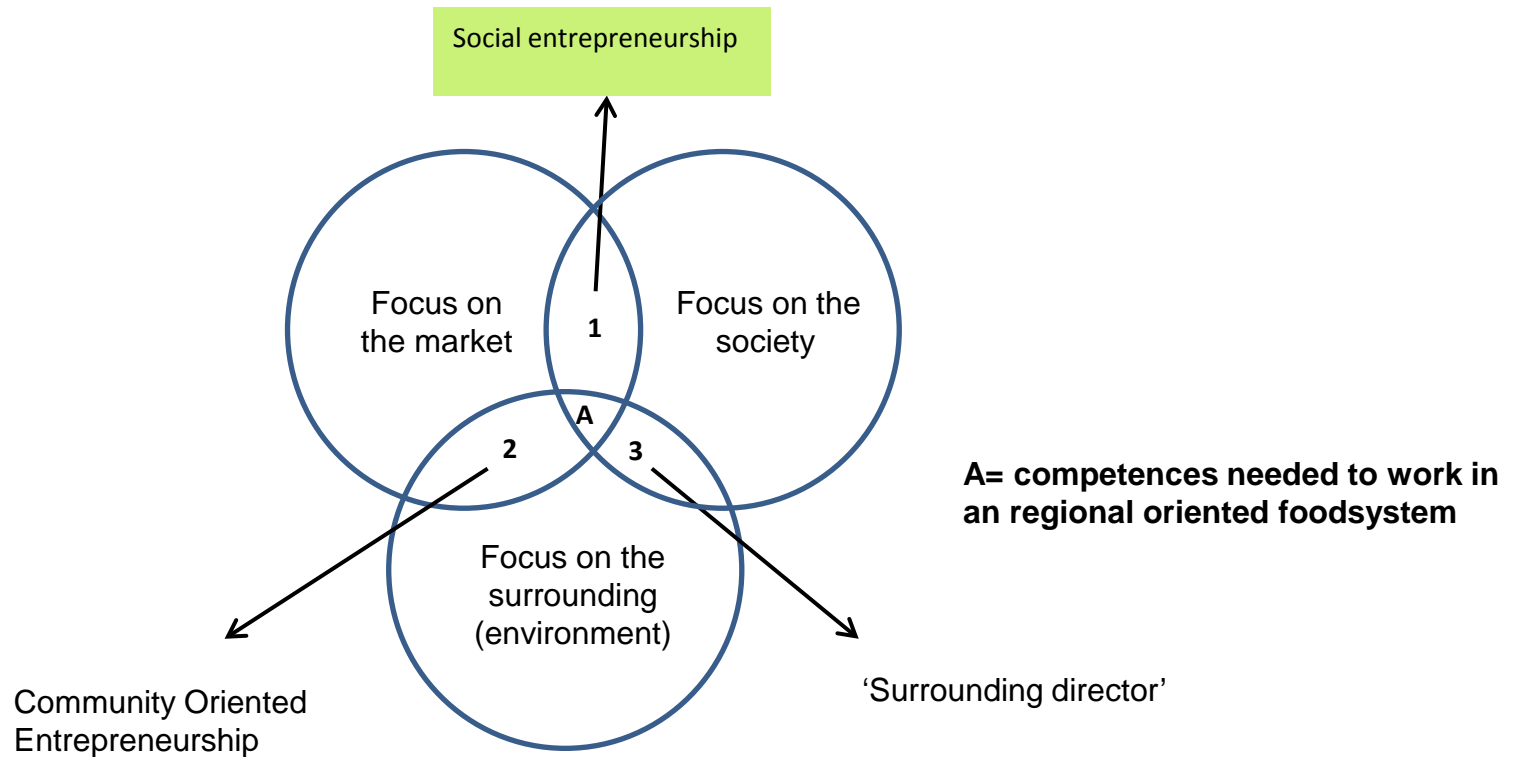 Social entrepreneurship
Focus on
the market
1
Focus on the
society
A
2
3
A= competences needed to work in
an regional oriented foodsystem
Focus on the
surrounding
(environment)
Community Oriented
Entrepreneurship
‘Surrounding director’